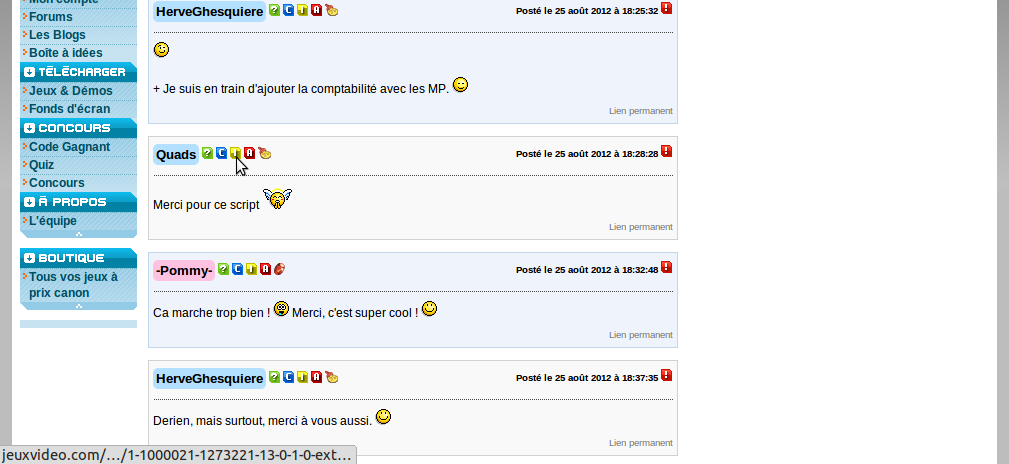 Mon compte
Forums
Les Blogs
Boîte à idées
TÉLÉCHARGER
Jeux & Démos
Fonds d'écran
CONCOURS
Code Gagnant
Quiz
Concours
À PROPOS
L'équipe
BOUTIQUE
Tous vos jeux à
prix canon
HerveGhesquiere ? C A Posté le 25 août 2012 à 18:25:32 !
+ Je suis en train d'ajouter la comptabilité avec les MP.
Lien permanent
Quads ? C A Posté le 25 août 2012 à 18:28:28 !
Merci pour ce script
Lien permanent
-Pommy- ? C A Posté le 25 août 2012 à 18:32:48 !
Ca marche trop bien ! Merci, c'est super cool !
Lien permanent
HerveGhesquiere ? C A Posté le 25 août 2012 à 18:37:35 !
Derien, mais surtout, merci à vous aussi.
Lien permanent
jeuxvideo.com/…/1-1000021-1273221-13-0-1-0-ext…